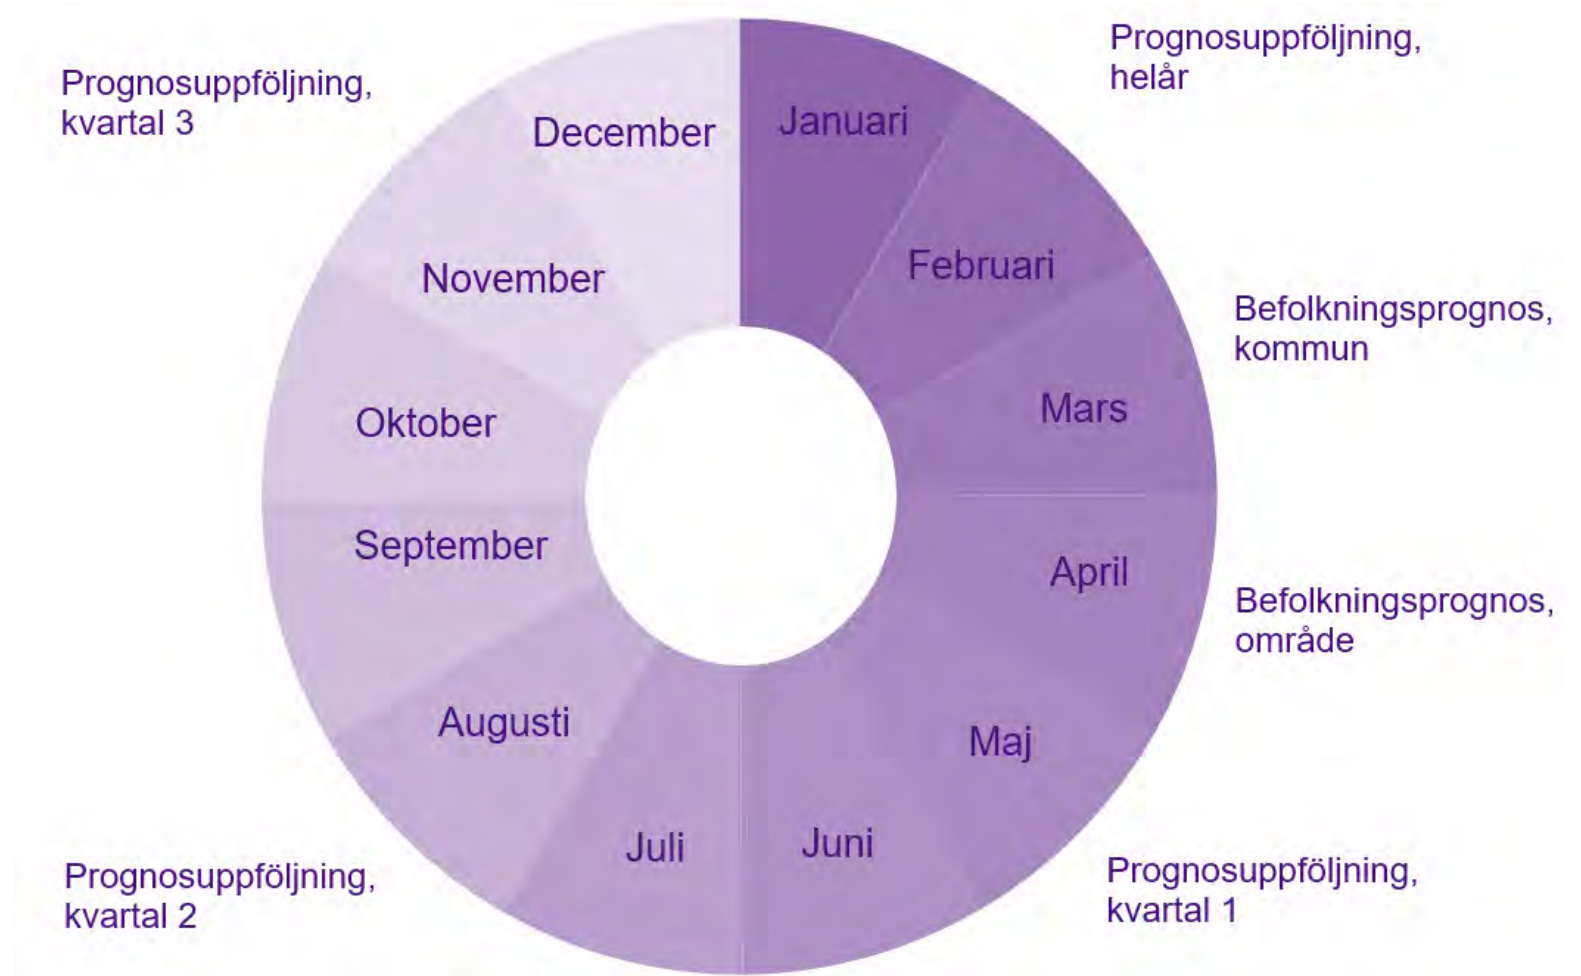 Prognosuppföljning,
helår
Prognosuppföljning,
kvartal 3
December
Januari
Februari
November
Befolkningsprognos,
kommun
Mars
Oktober
September
April
Befolkningsprognos,
område
Augusti
Maj
Juli
Juni
Prognosuppföljning,
kvartal 2
Prognosuppföljning,
kvartal 1